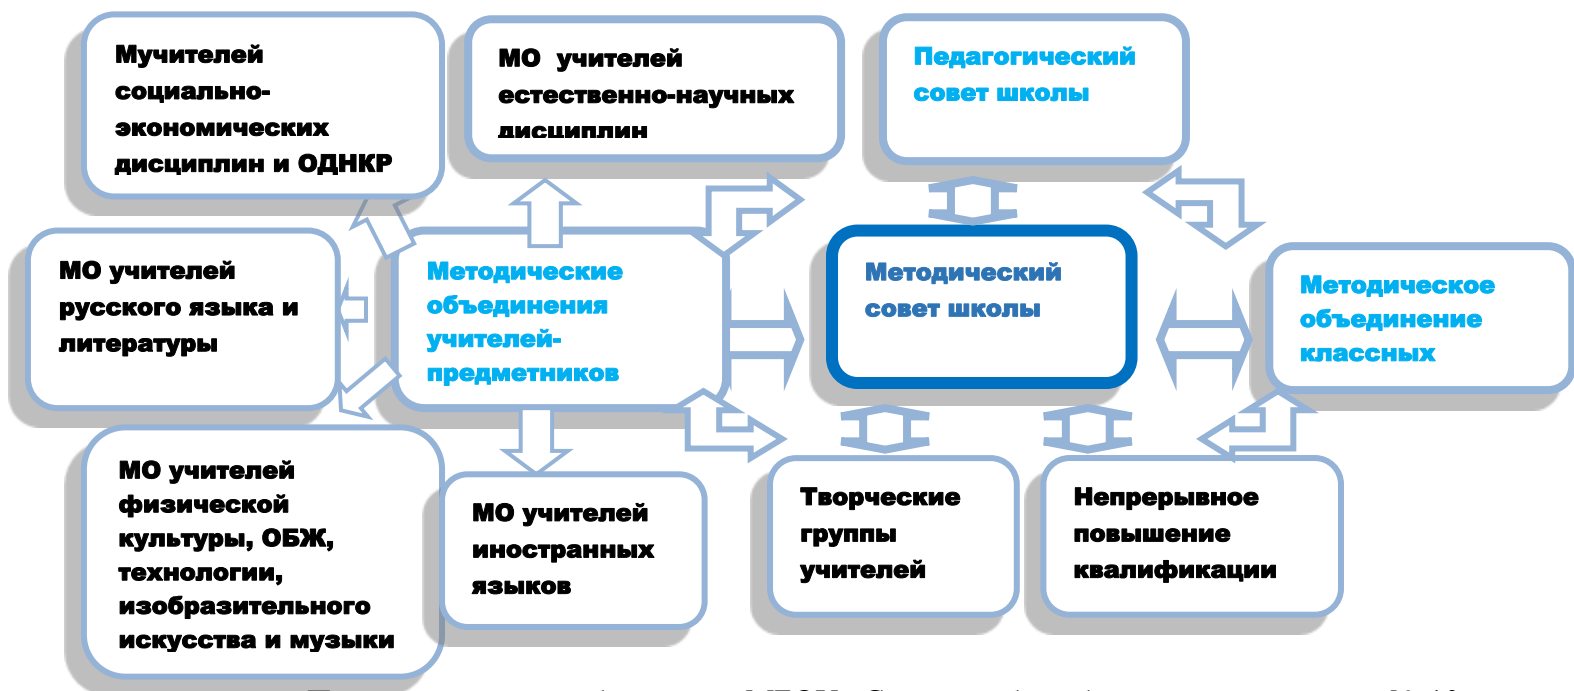 Мучителей
социально-
экономических
дисциплин и ОДНКР
МО учителей
естественно-научных
дисциплин
Педагогический
совет школы
МО учителей
русского языка и
литературы
Методические
объединения
учителей-
предметников
Методический
совет школы
Методическое
объединение
классных
МО учителей
физической
культуры, ОБЖ,
технологии,
изобразительного
искусства и музыки
МО учителей
иностранных
языков
Творческие
группы
учителей
Непрерывное
повышение
квалификации